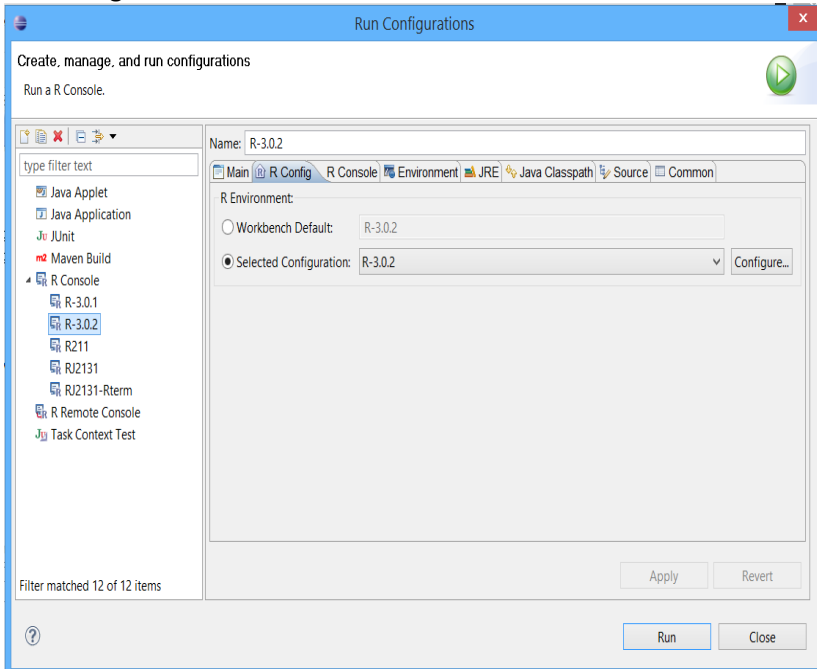 Run Configurations
x
Create, manage, and run configurations
Run a R Console.
type filter text
Java Applet
Java Application
Ju JUnit
m2 Maven Build
R Console
R-3.0.1
R-3.0.2
R211
RJ2131
RJ2131-Rterm
R Remote Console
Task Context Test
Filter matched 12 of 12 items
Name: R-3.0.2
Main R Config R Console Environment JRE Java Classpath Source Common
R Environment:
Workbench Default: R-3.0.2
Selected Configuration: R-3.0.2 Configure...
Apply Revert
? Run Close